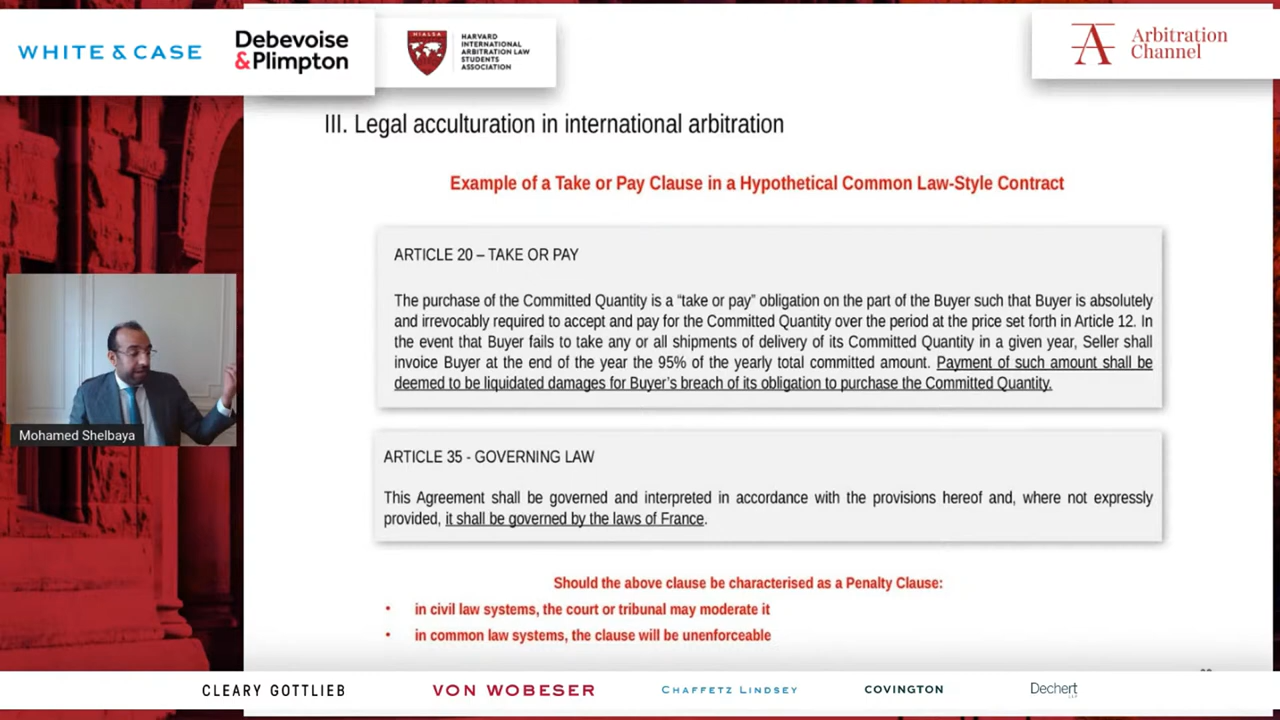 WHITE & CASE
Debevoise
&Plimpton
HIALSA
HARVARD
INTERNATIONAL
ARBITRATION LAW
STUDENTS
ASSOCIATION
Arbitration
Channel
III. Legal acculturation in international arbitration
Example of a Take or Pay Clause in a Hypothetical Common Law-Style Contract
ARTICLE 20 – TAKE OR PAY
The purchase of the Committed Quantity is a “take or pay” obligation on the part of the Buyer such that Buyer is absolutely
and irrevocably required to accept and pay for the Committed Quantity over the period at the price set forth in Article 12. In
the event that Buyer fails to take any or all shipments of delivery of its Committed Quantity in a given year, Seller shall
invoice Buyer at the end of the year the 95% of the yearly total committed amount. Payment of such amount shall be
deemed to be liquidated damages for Buyer’s breach of its obligation to purchase the Committed Quantity.
Mohamed Shelbaya
ARTICLE 35 - GOVERNING LAW
This Agreement shall be governed and interpreted in accordance with the provisions hereof and, where not expressly
provided, it shall be governed by the laws of France.
Should the above clause be characterised as a Penalty Clause:
• in civil law systems, the court or tribunal may moderate it
• in common law systems, the clause will be unenforceable
CLEARY GOTTLIEB
VON WOBESER
CHAFFETZ LINDSEY
COVINGTON
Dechert
LLP